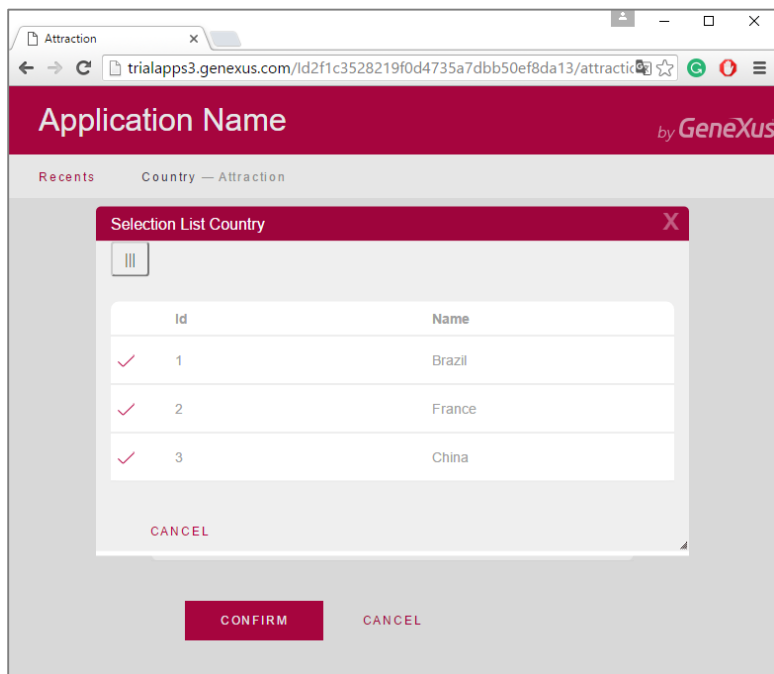 Attraction
trialapps3.genexus.com/Id2f1c3528219f0d4735a7dbb50ef8da13/attractic
Application Name
by GeneXus
Recents Country — Attraction
Selection List Country X
Id Name
1 Brazil
2 France
3 China
CANCEL
CONFIRM CANCEL